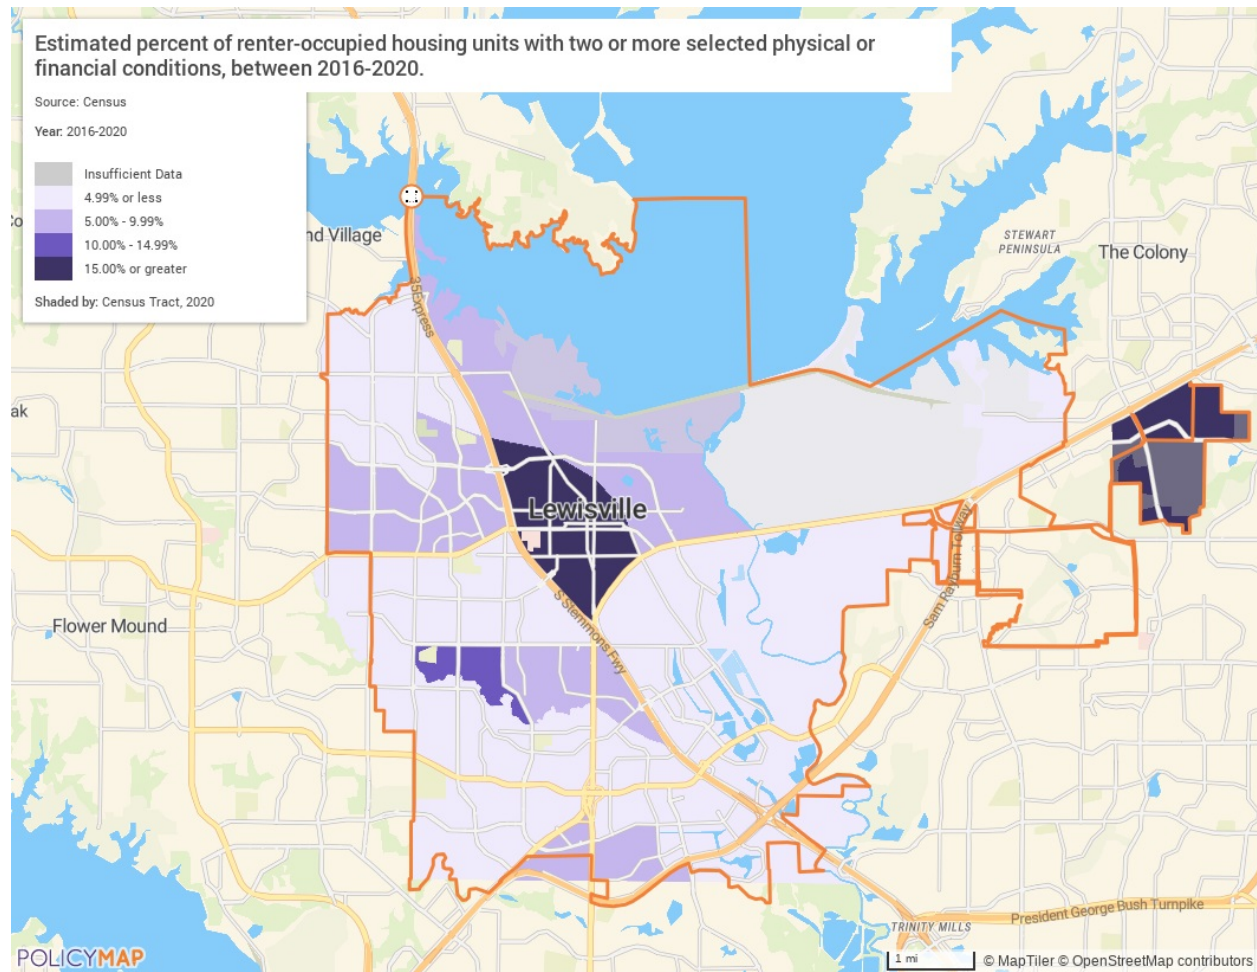 Estimated percent of renter-occupied housing units with two or more selected physical or
financial conditions, between 2016-2020.
Source: Census
Year: 2016-2020
Insufficient Data
4.99% or less
5.00% - 9.99%
10.00% - 14.99%
15.00% or greater
Shaded by: Census Tract, 2020
nd Village
STEWART
PENINSULA
The Colony
35Express
ak
Lewisville
Sam Rayburn Tollway
S Stemmons Fwy
Flower Mound
TRINITY MILLS
President George Bush Turnpike
POLICYMAP
1 mi
© MapTiler © OpenStreetMap contributors